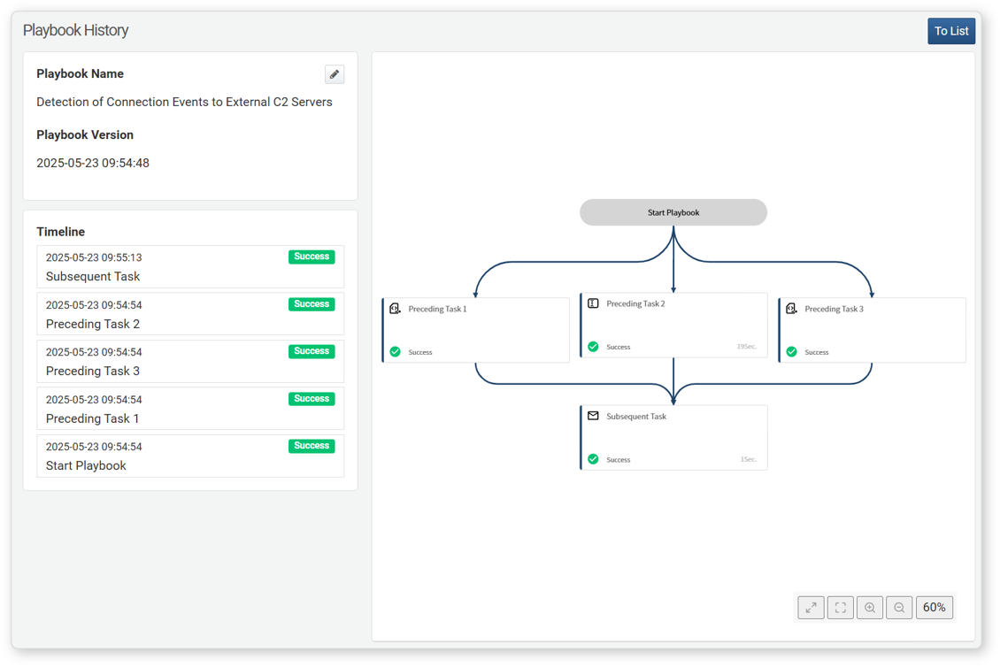 Playbook History
To List
Playbook Name
Detection of Connection Events to External C2 Servers
Playbook Version
2025-05-23 09:54:48
Timeline
2025-05-23 09:55:13 Success
Subsequent Task
2025-05-23 09:54:54 Success
Preceding Task 2
2025-05-23 09:54:54 Success
Preceding Task 3
2025-05-23 09:54:54 Success
Preceding Task 1
2025-05-23 09:54:54 Success
Start Playbook
Start Playbook
Preceding Task 1
Success
Preceding Task 2
Success 19Sec.
Preceding Task 3
Success
Subsequent Task
Success 1Sec.
60%